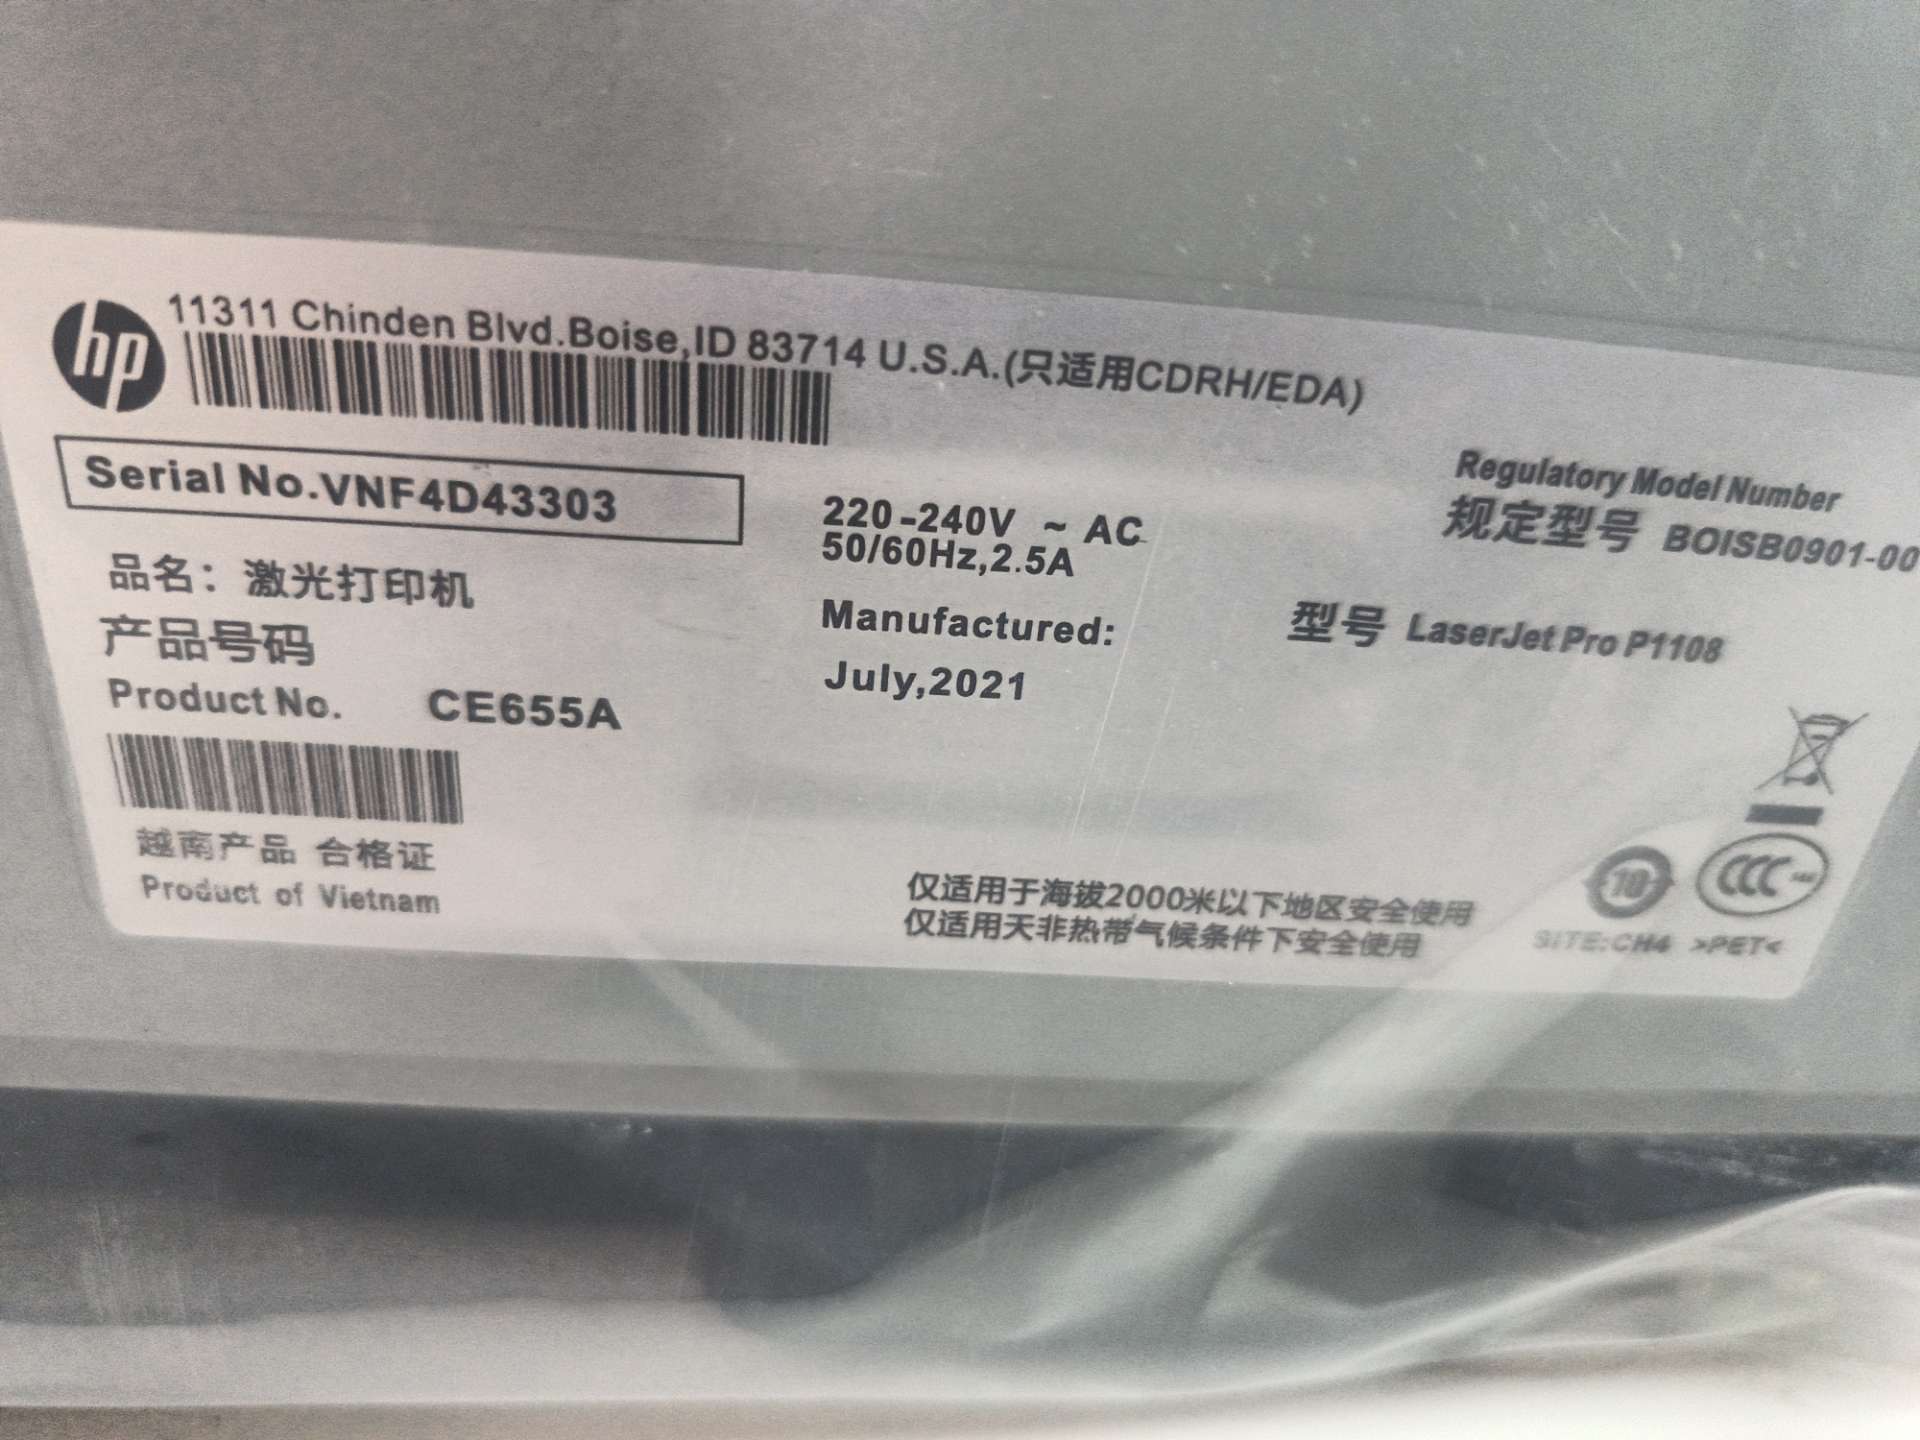 hp
11311 Chinden Blvd.Boise,ID 83714 U.S.A.(只适用CDRH/EDA)
Serial No.VNF4D43303
品名：激光打印机
产品号码
Product No. CE655A
越南产品 合格证
Product of Vietnam
220-240V ~ AC
50/60Hz,2.5A
Manufactured:
July,2021
Regulatory Model Number
规定型号 BOISB0901-00
型号 LaserJet Pro P1108
仅适用于海拔2000米以下地区安全使用
仅适用天非热带气候条件下安全使用
10
CCC
SITE:CH4 >PET<